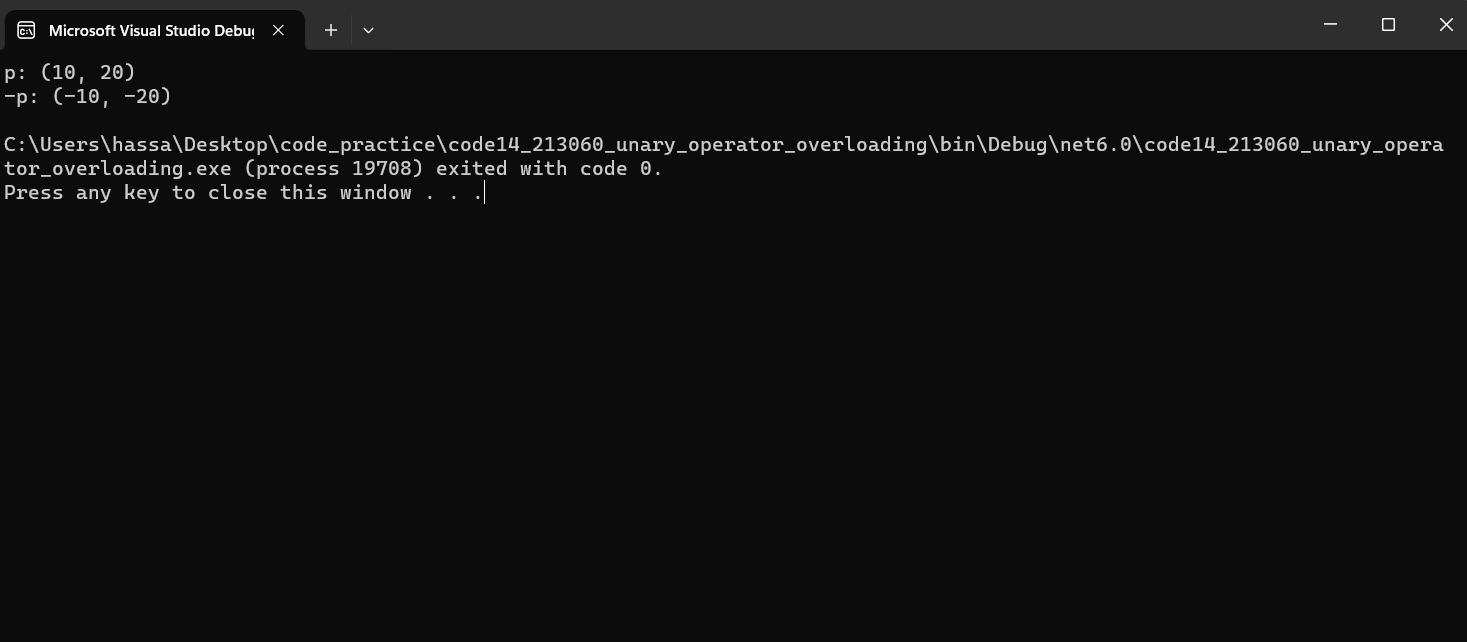 Microsoft Visual Studio Debu
p: (10, 20)
-p: (-10, -20)
C:\Users\hassa\Desktop\code_practice\code14_213060_unary_operator_overloading\bin\Debug\net6.0\code14_213060_unary_opera
tor_overloading.exe (process 19708) exited with code 0.
Press any key to close this window . . .